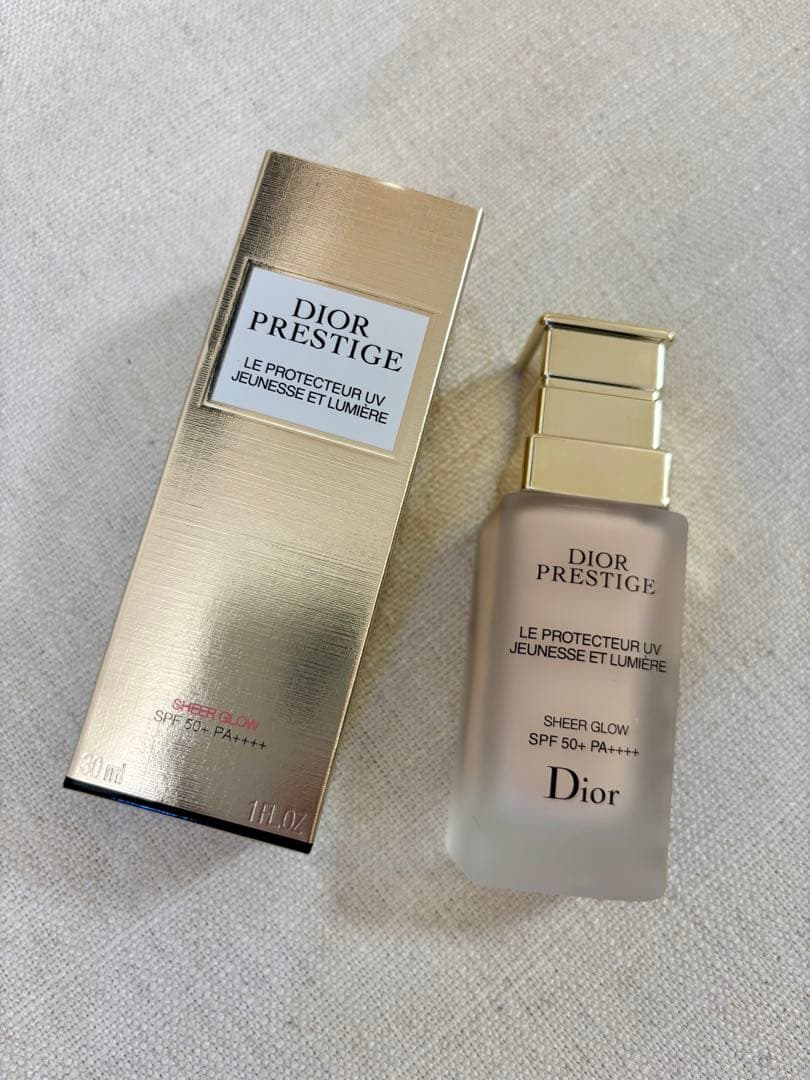 DIOR
PRESTIGE
LE PROTECTEUR UV
JEUNESSE ET LUMIÈRE
SHEER GLOW
SPF 50+ PA++++
30 ml
1 FL.OZ
DIOR
PRESTIGE
LE PROTECTEUR UV
JEUNESSE ET LUMIÈRE
SHEER GLOW
SPF 50+ PA++++
Dior